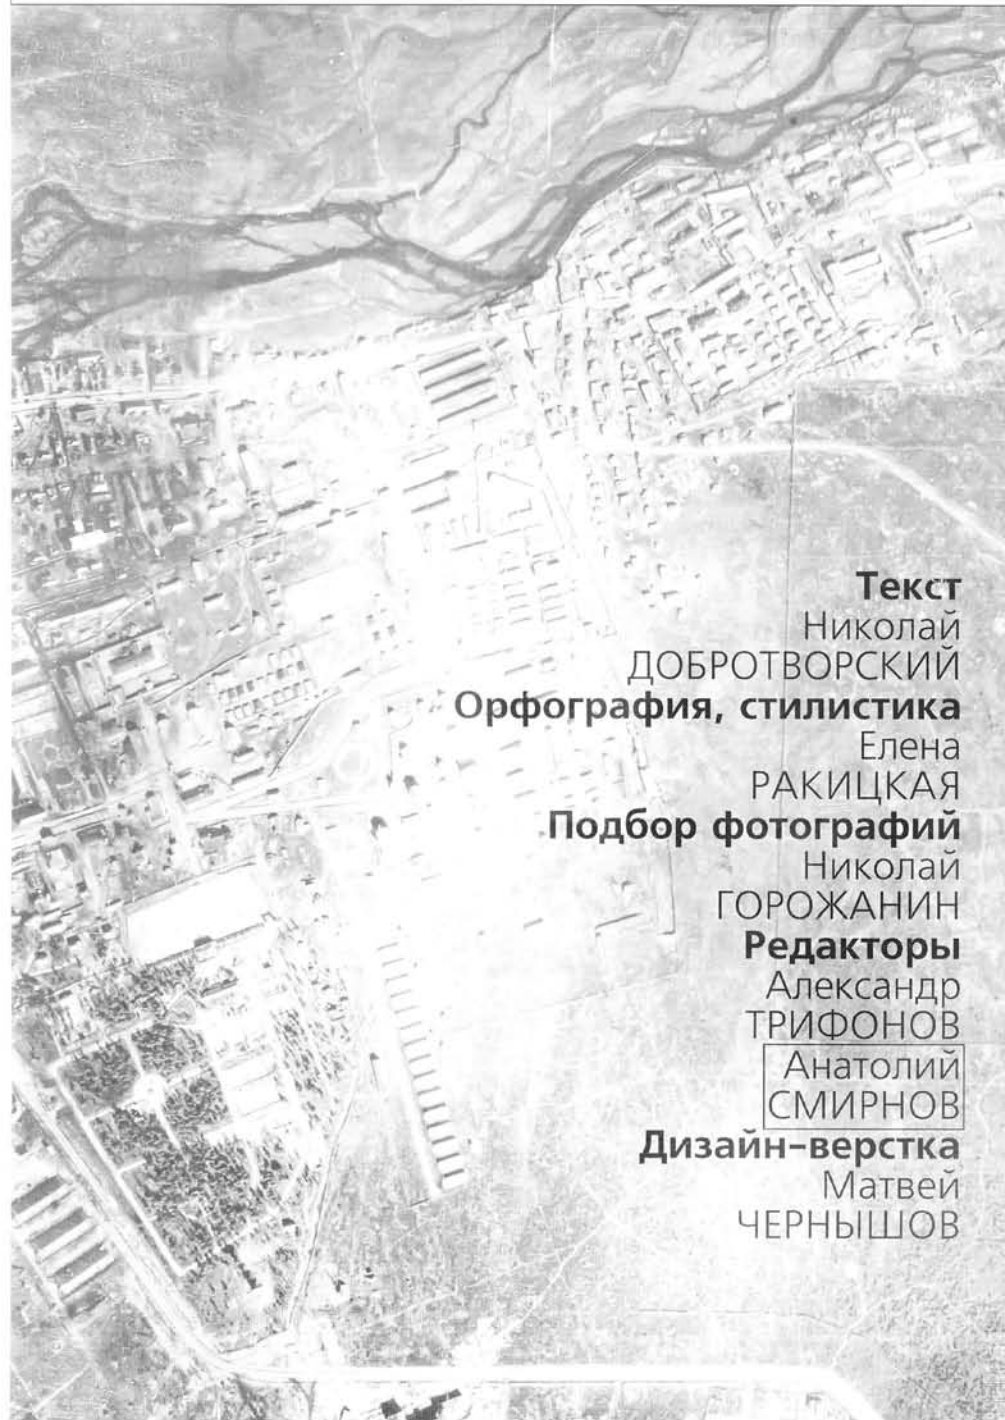 Текст
Николай
ДОБРОТВОРСКИЙ
Орфография, стилистика
Елена
РАКИЦКАЯ
Подбор фотографий
Николай
ГОРОЖАНИН
Редакторы
Александр
ТРИФОНОВ
Анатолий
СМИРНОВ
Дизайн-верстка
Матвей
ЧЕРНЫШОВ